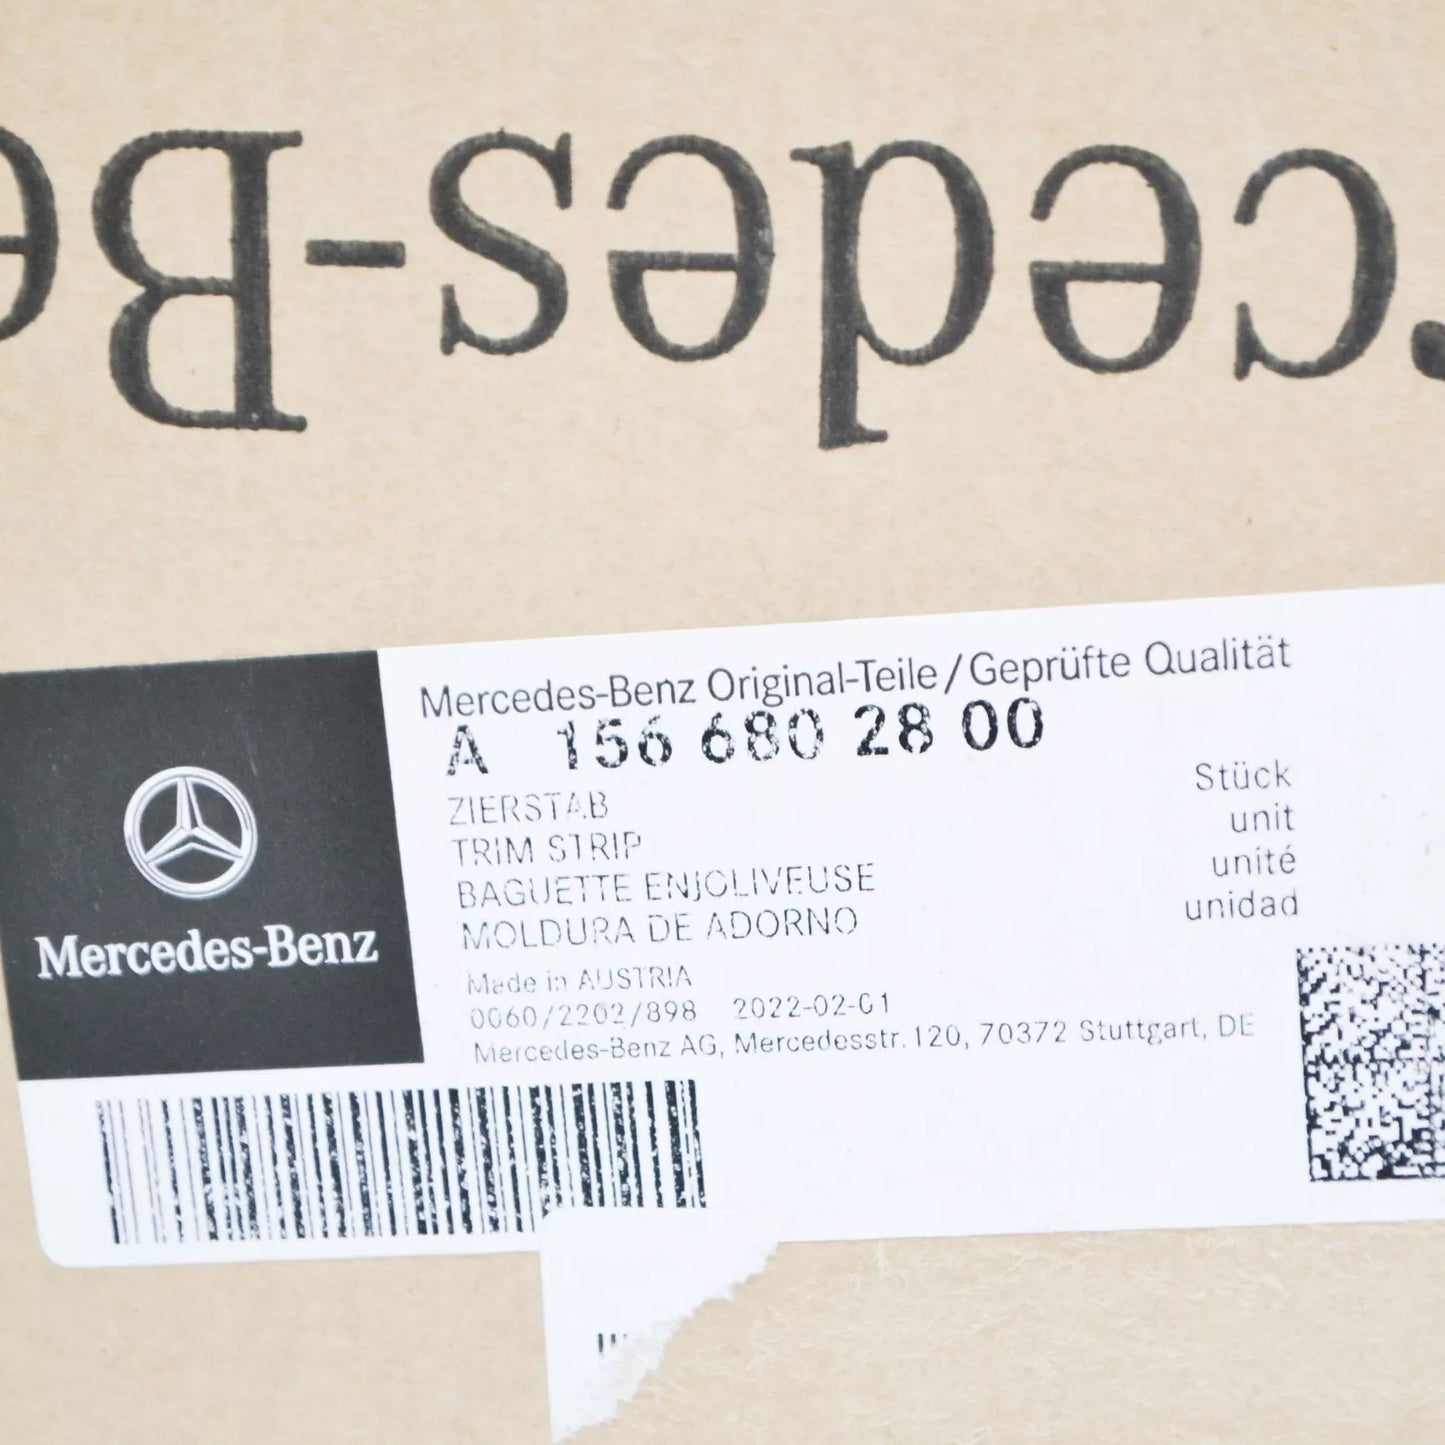 cedes-Be
Mercedes-Benz Original-Teile/Geprüfte Qualität
A 156 680 28 00
ZIERSTAB
TRIM STRIP
BAGUETTE ENJOLIVEUSE
MOLDURA DE ADORNO
Stück
unit
unité
unidad
Made in AUSTRIA
0060/2202/898 2022-02-01
Mercedes-Benz AG, Mercedesstr. 120, 70372 Stuttgart, DE
Mercedes-Benz